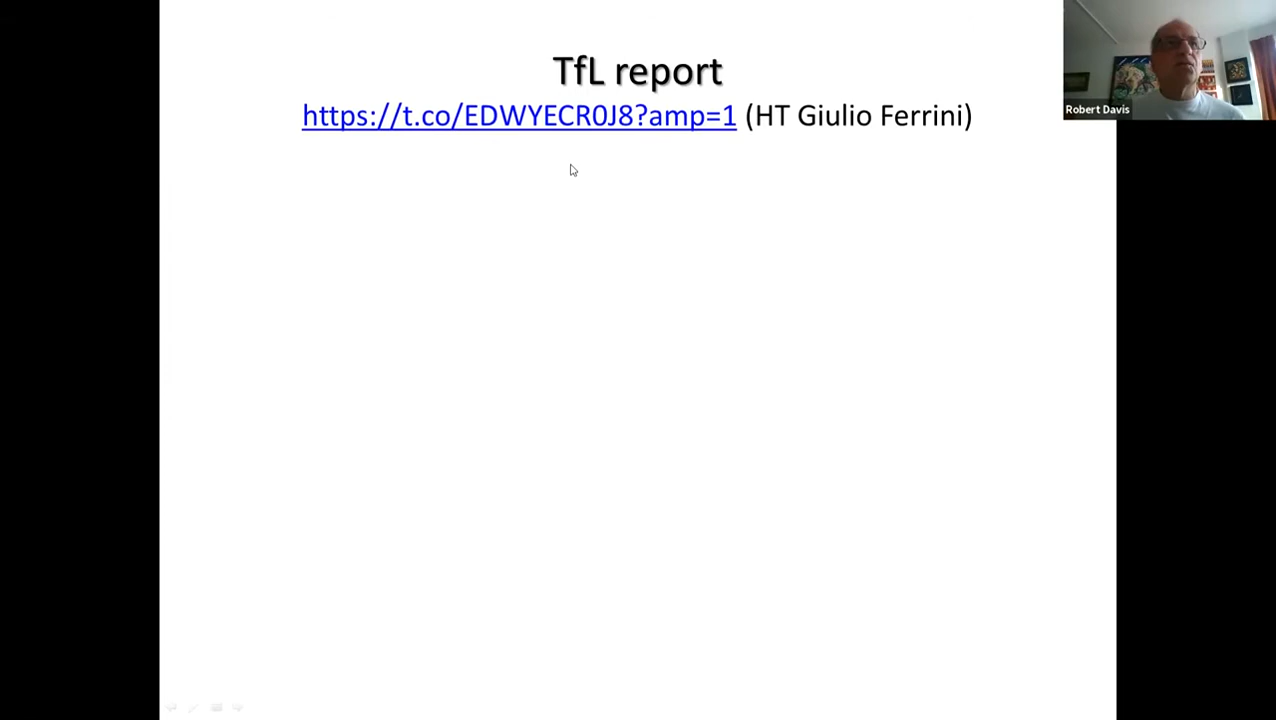 TfL report
https://t.co/EDWYECR0J8?amp=1 (HT Giulio Ferrini)
Robert Davis